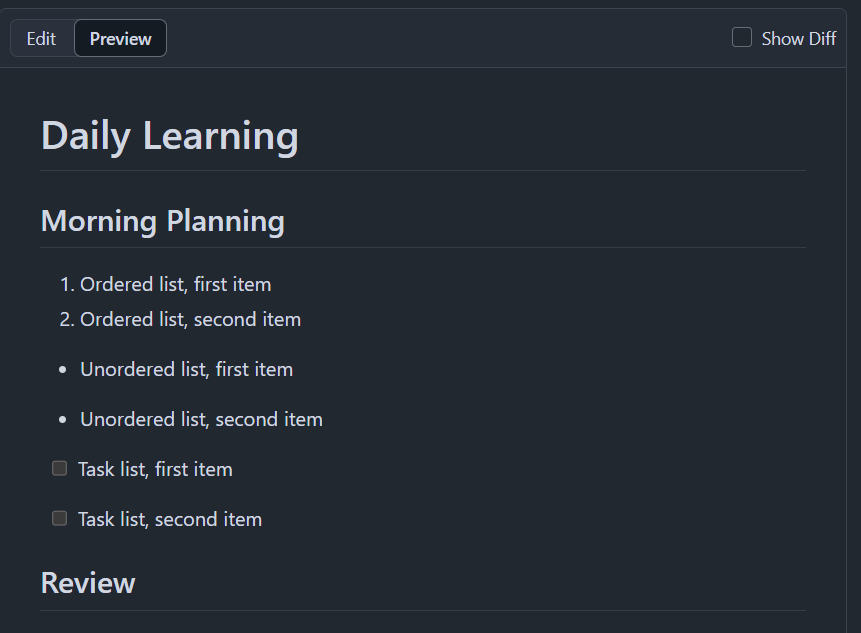 Edit Preview Show Diff
Daily Learning
Morning Planning
1. Ordered list, first item
2. Ordered list, second item
• Unordered list, first item
• Unordered list, second item
Task list, first item
Task list, second item
Review